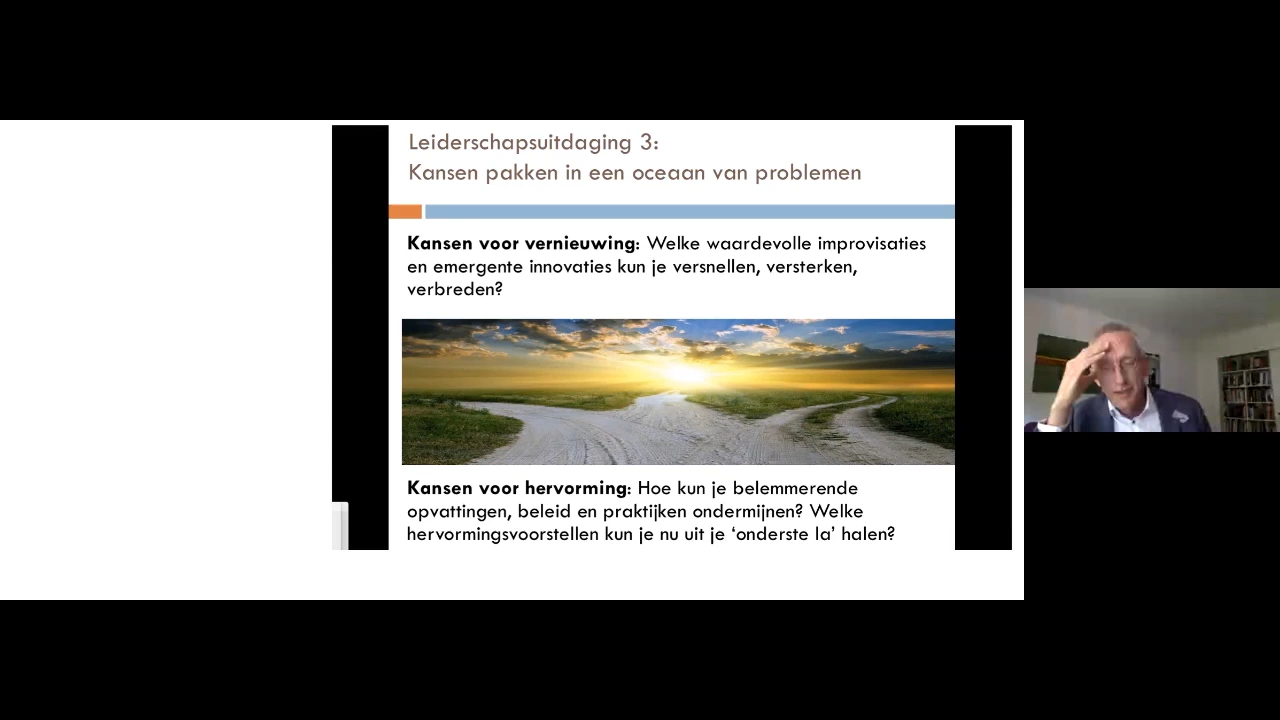 Leiderschapsuitdaging 3:
Kansen pakken in een oceaan van problemen
Kansen voor vernieuwing: Welke waardevolle improvisaties
en emergente innovaties kun je versnellen, versterken,
verbreden?
Kansen voor hervorming: Hoe kun je belemmerende
opvattingen, beleid en praktijken ondermijnen? Welke
hervormingsvoorstellen kun je nu uit je ‘onderste la’ halen?